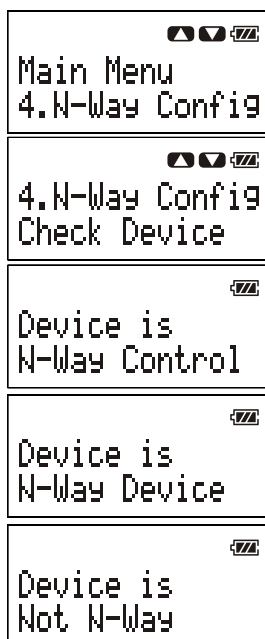 Main Menu
4.N-Way Config
4.N-Way Config
Check Device
Device is
N-Way Control
Device is
N-Way Device
Device is
Not N-Way